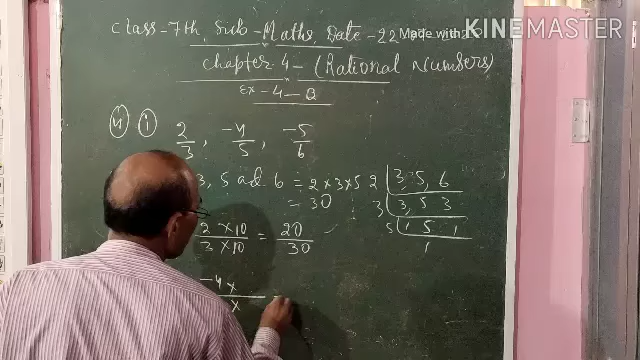 Class-7th, Sub-Maths, Date-22
Made with
KINEMASTER
Chapter-4-(Rational Numbers)
Ex-4-B
4 i 2/3, -4/5, -5/6
3, 5 ad 6 = 2×3×5
= 30
2 | 3, 5, 6
3 | 3, 5 3
5 | 1 5 1
1
2 ×10 / 3 ×10 = 20 / 30
-4 × / ×